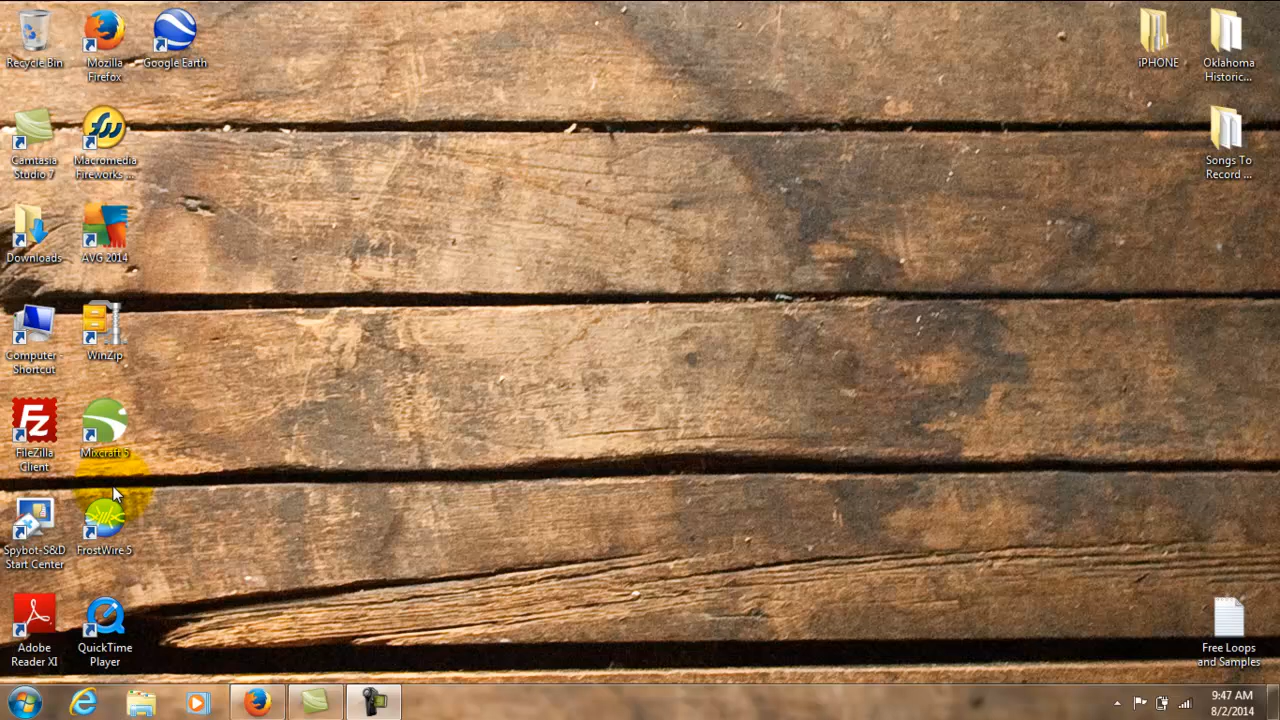 Recycle Bin
Mozilla
Firefox
Google Earth
iPHONE
Oklahoma
Historic...
Camtasia
Studio 7
Macromedia
Fireworks ...
Songs To
Record ...
Downloads
AVG 2014
Computer -
Shortcut
WinZip
FileZilla
Client
Mixcraft 5
Spybot-S&D
Start Center
FrostWire 5
Adobe
Reader XI
QuickTime
Player
Free Loops
and Samples
9:47 AM
8/2/2014